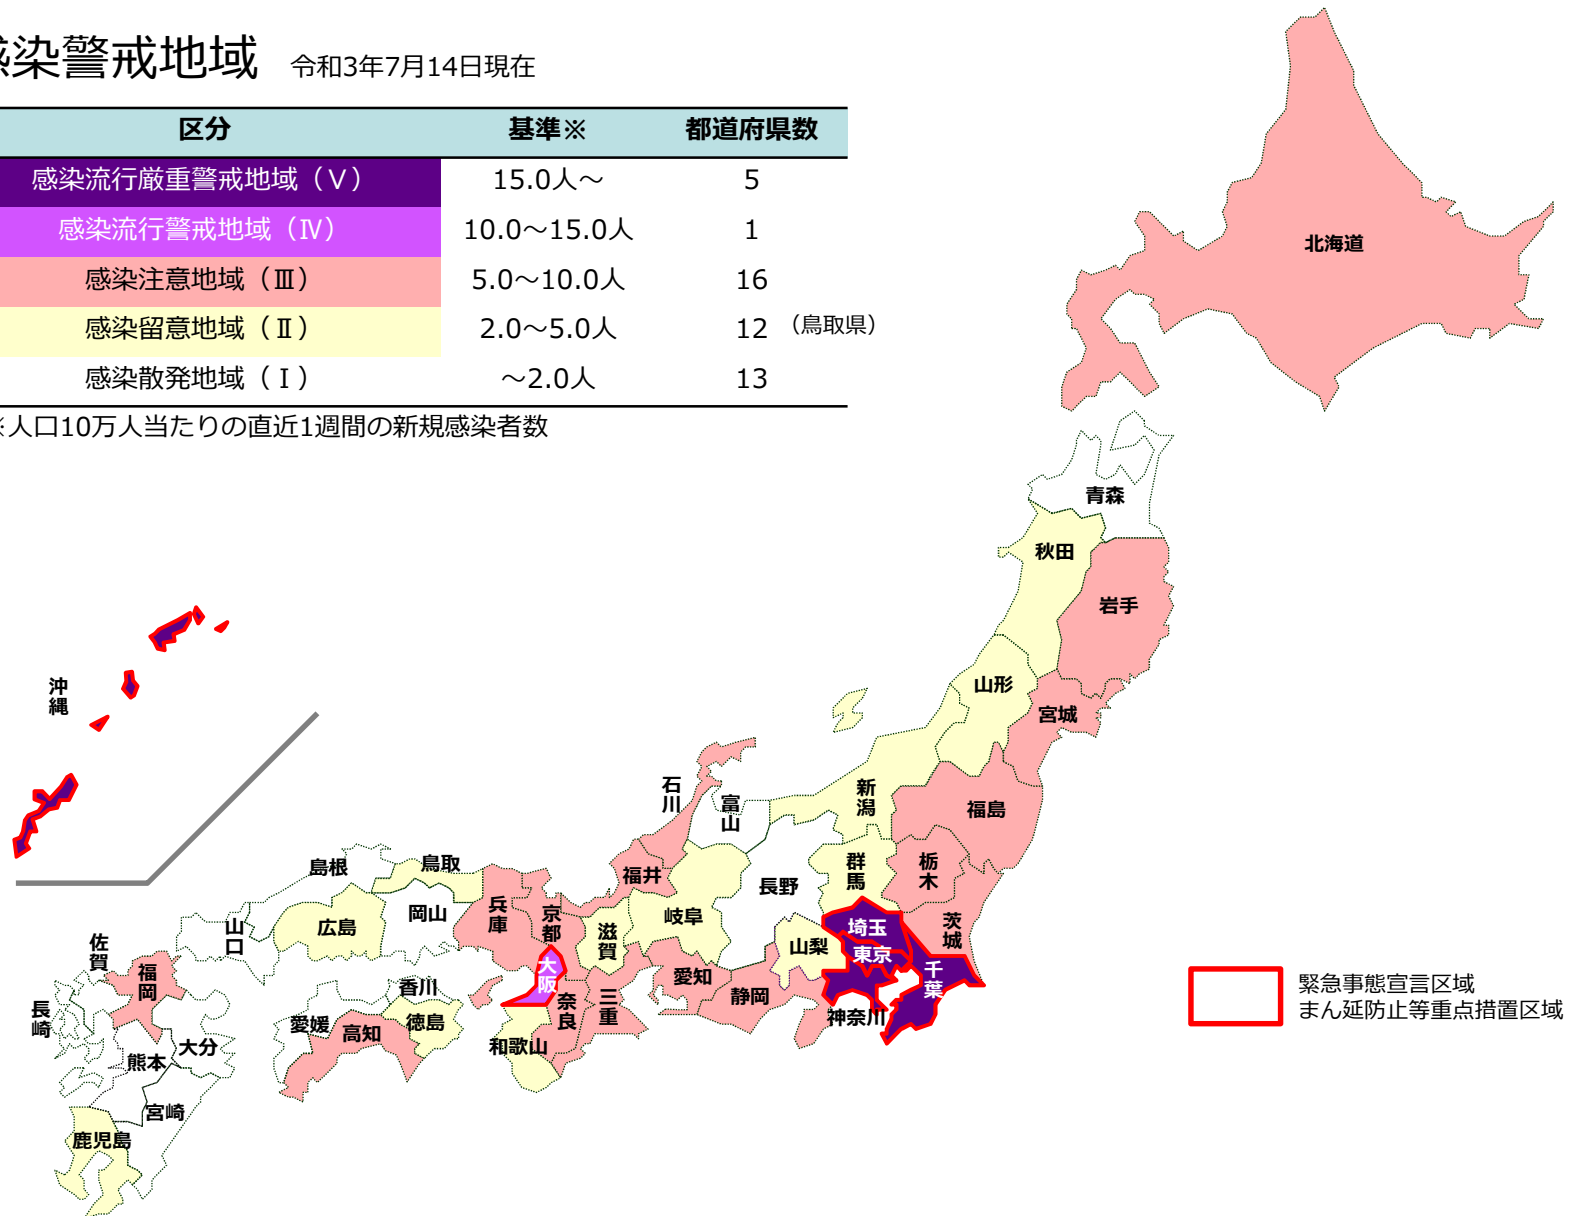 感染警戒地域 令和3年7月14日現在
区分 基準※ 都道府県数
感染流行厳重警戒地域（Ⅴ） 15.0人～ 5
感染流行警戒地域（Ⅳ） 10.0～15.0人 1
感染注意地域（Ⅲ） 5.0～10.0人 16
感染留意地域（Ⅱ） 2.0～5.0人 12 （鳥取県）
感染散発地域（Ⅰ） ～2.0人 13
※人口10万人当たりの直近1週間の新規感染者数
北海道
青森
秋田
岩手
山形
宮城
沖縄
新潟
福島
石川
富山
群馬
栃木
長野
福井
島根
鳥取
岡山
兵庫
京都
滋賀
岐阜
山梨
埼玉
東京
茨城
千葉
神奈川
山口
広島
佐賀
福岡
長崎
大阪
奈良
三重
愛知
静岡
香川
愛媛
高知
徳島
和歌山
大分
熊本
宮崎
鹿児島
緊急事態宣言区域
まん延防止等重点措置区域